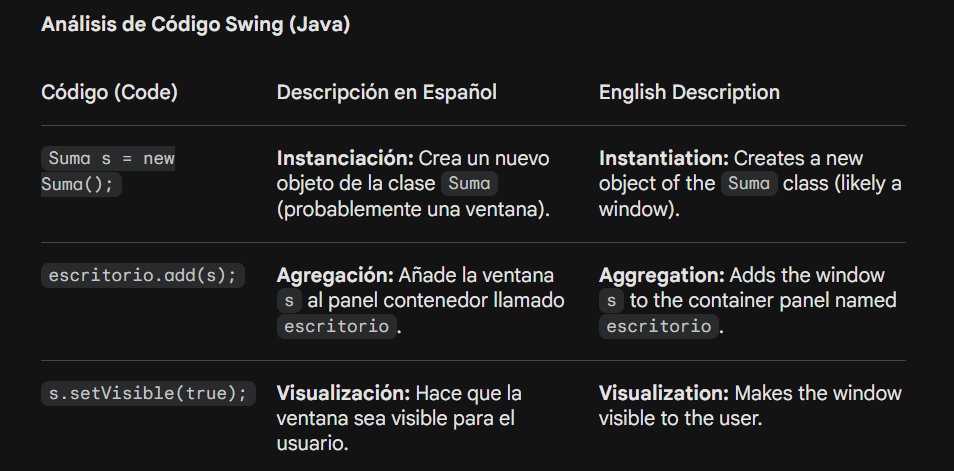 Análisis de Código Swing (Java)
Código (Code)
Descripción en Español
English Description
Suma s = new
Suma();
Instanciación: Crea un nuevo
objeto de la clase Suma
(probablemente una ventana).
Instantiation: Creates a new
object of the Suma class (likely a
window).
escritorio.add(s);
Agregación: Añade la ventana
s al panel contenedor llamado
escritorio.
Aggregation: Adds the window
s to the container panel named
escritorio.
s.setVisible(true);
Visualización: Hace que la
ventana sea visible para el
usuario.
Visualization: Makes the window
visible to the user.